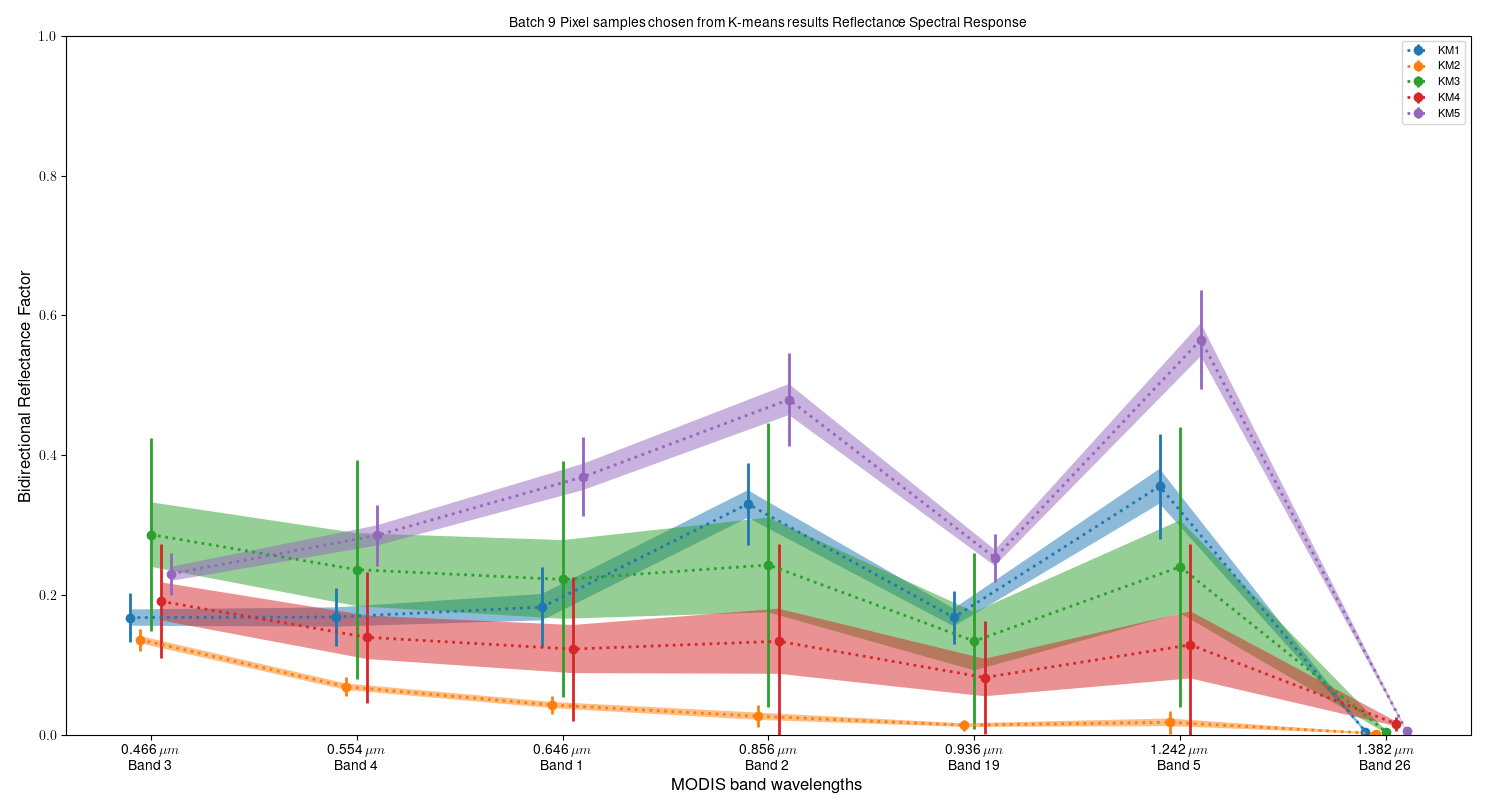 Batch 9 Pixel samples chosen from K-means results Reflectance Spectral Response
KM1
KM2
KM3
KM4
KM5
Bidirectional Reflectance Factor
1.0
0.8
0.6
0.4
0.2
0.0
0.466 μm
Band 3
0.554 μm
Band 4
0.646 μm
Band 1
0.856 μm
Band 2
0.936 μm
Band 19
1.242 μm
Band 5
1.382 μm
Band 26
MODIS band wavelengths